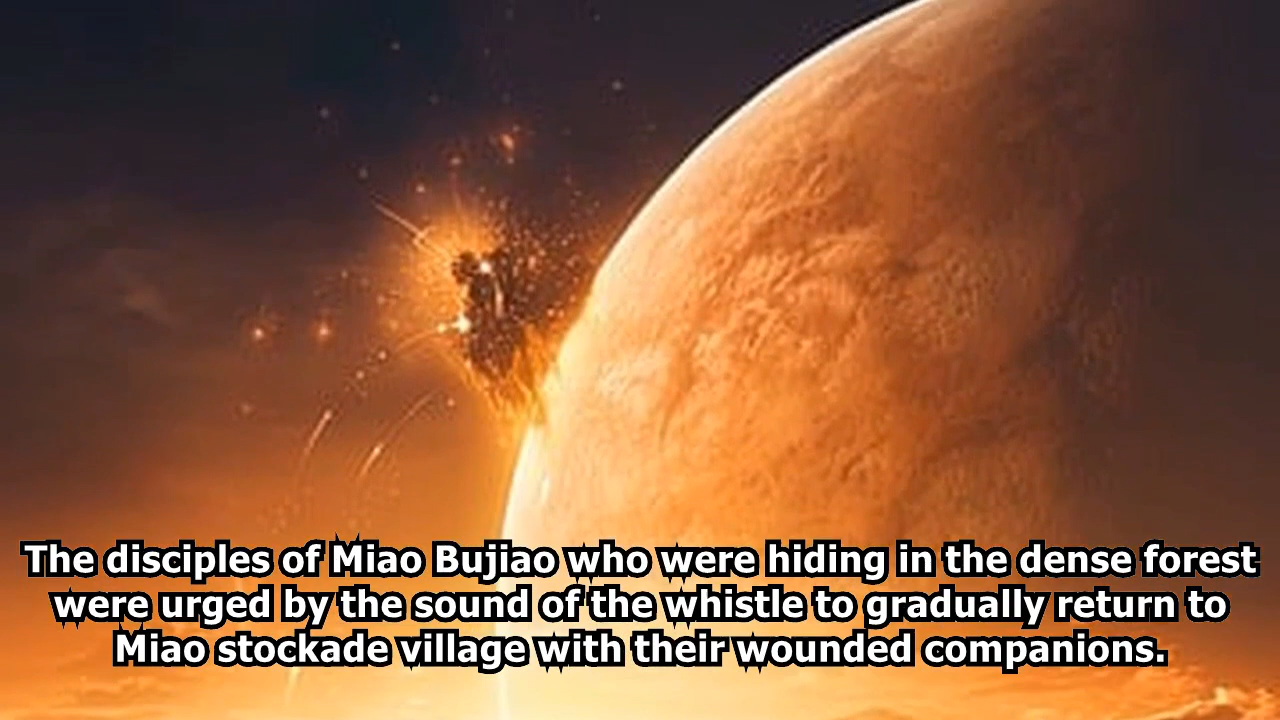 The disciples of Miao Bujiao who were hiding in the dense forest
were urged by the sound of the whistle to gradually return to
Miao stockade village with their wounded companions.